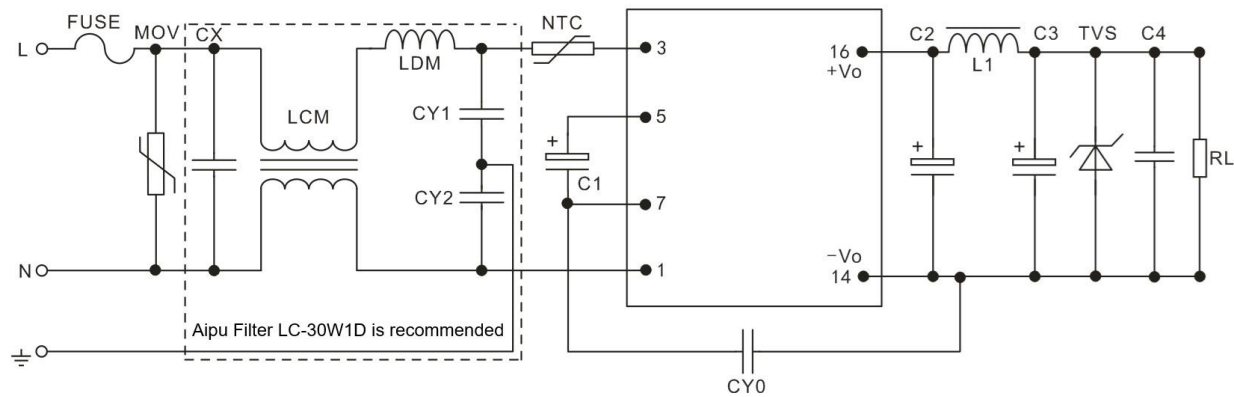 FUSE
MOV
CX
NTC
C2
C3
TVS
C4
L
LDM
3
16
+Vo
L1
LCM
CY1
5
+
C1
+
+
RL
CY2
7
N
1
−Vo
14
Aipu Filter LC-30W1D is recommended
CY0